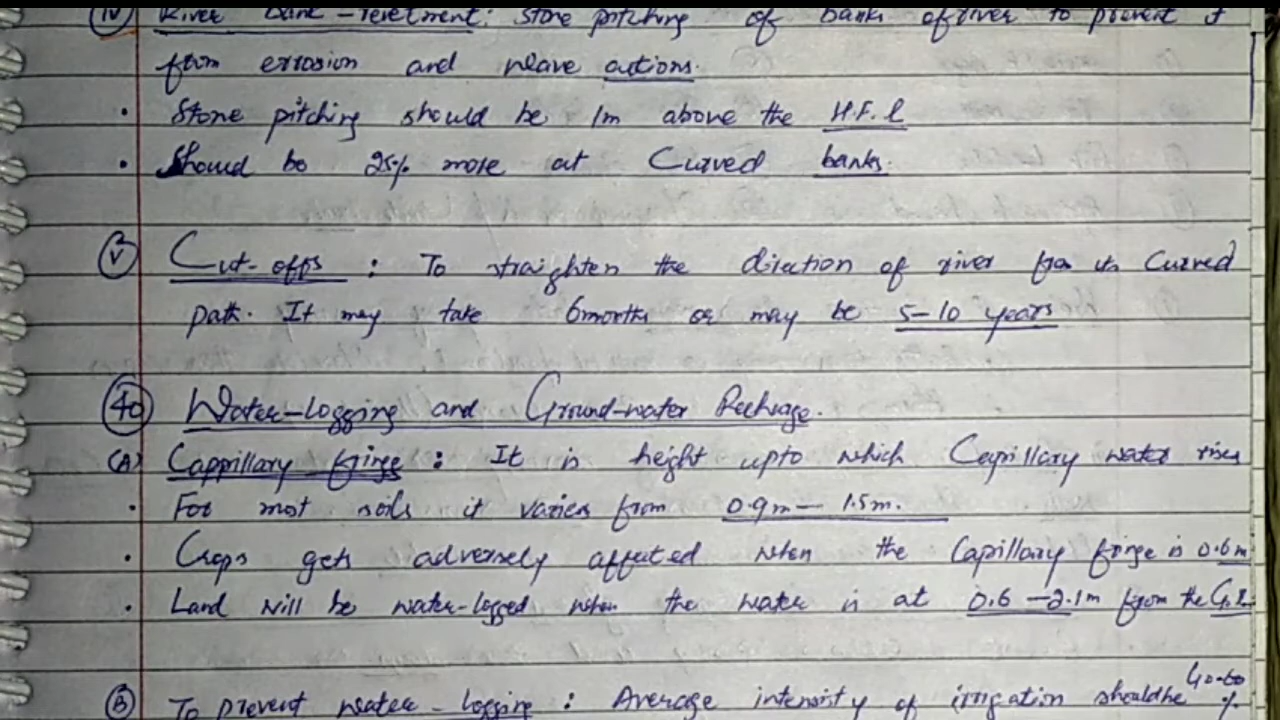 (iv) River bank-revetment: Stone pitching of banks of river to prevent it
from errosion and wave actions.
• Stone pitching should be 1m above the H.F.L
• Should be 25% more at Curved banks.
(v) Cut-offs : To straighten the direction of river from its Curved
path. It may take 6months or may be 5-10 years
(40) Water-logging and Ground-water Recharge.
(A) Cappillary fringe : It is height upto which Capillary water rises
• For most soils it varies from 0.9m - 1.5m.
• Crops gets adversely affected when the Capillary fringe is 0.6m
• Land will be water-logged when the water is at 0.6 - 2.1m from the G.L
(B) To prevent water-logging : Average intensity of irrigation should be 40-60 %.